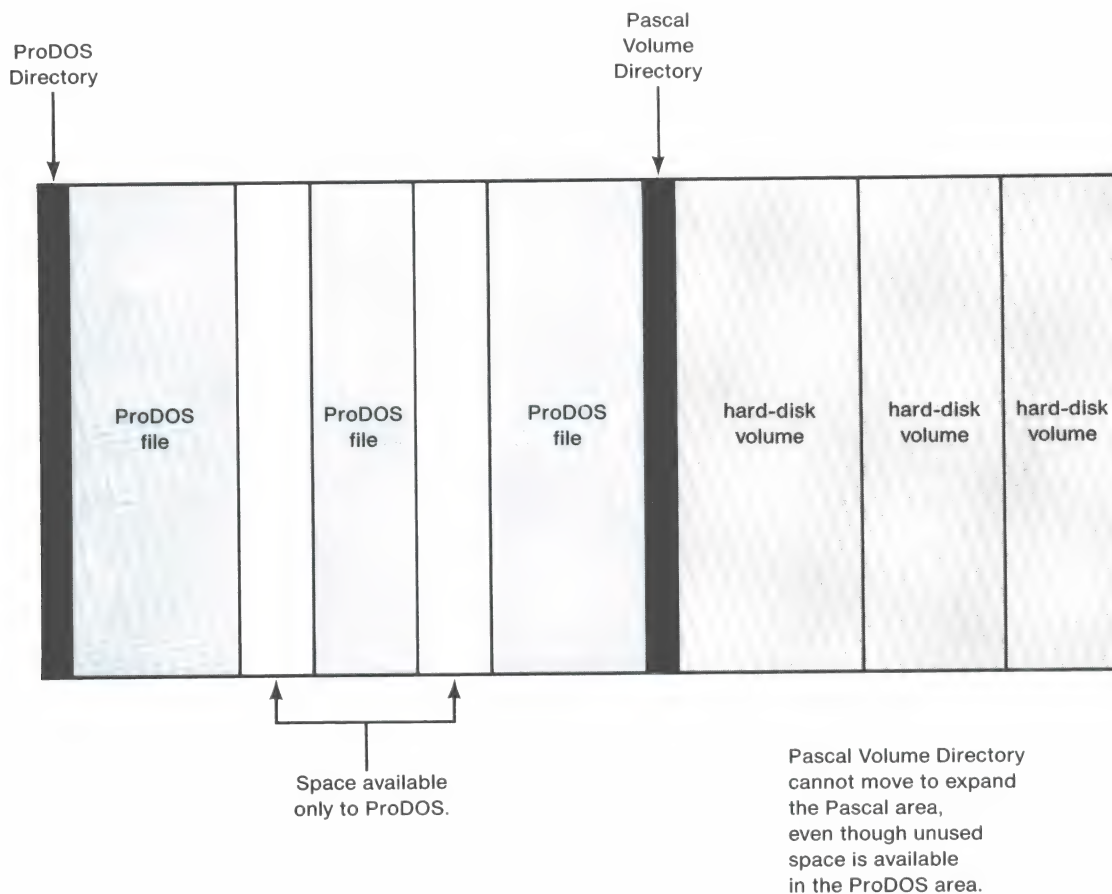 ProDOS
Directory
Pascal
Volume
Directory
ProDOS
file
ProDOS
file
ProDOS
file
hard-disk
volume
hard-disk
volume
hard-disk
volume
Space available
only to ProDOS.
Pascal Volume Directory
cannot move to expand
the Pascal area,
even though unused
space is available
in the ProDOS area.